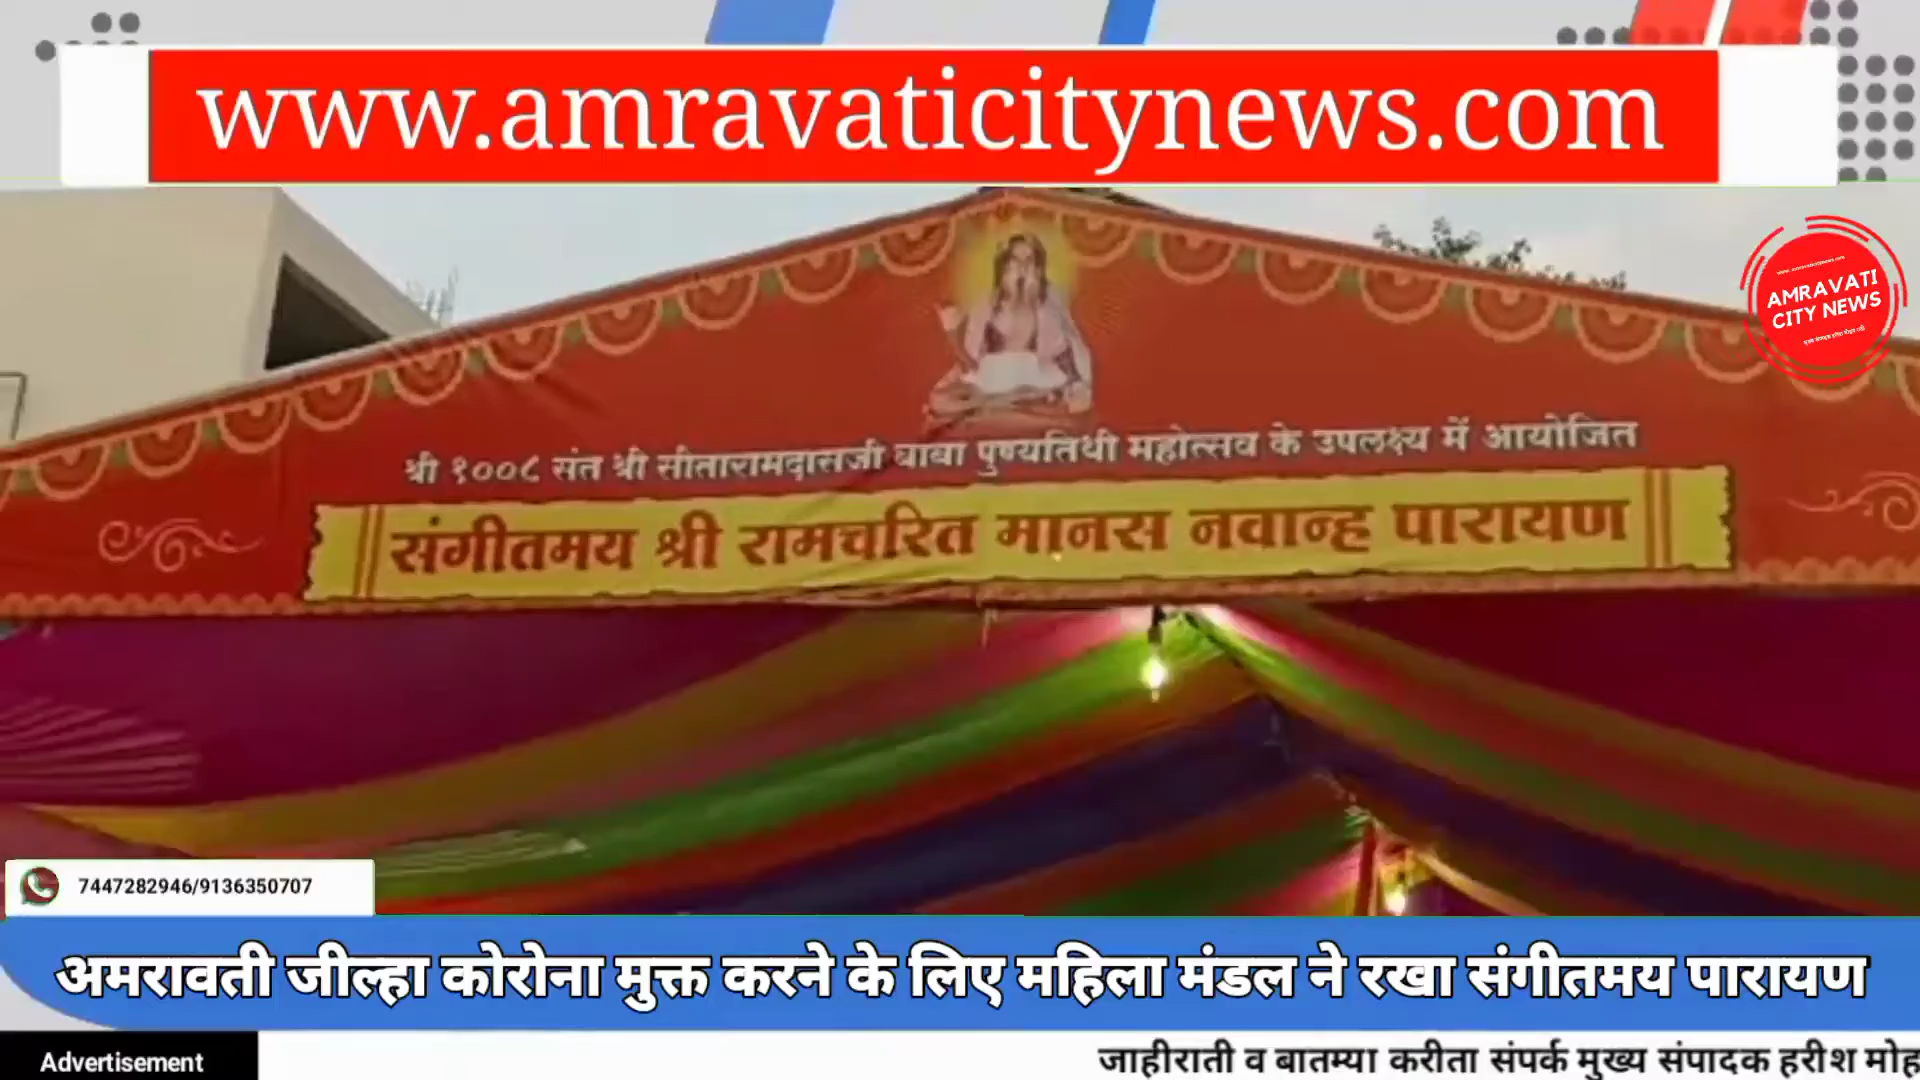 www.amravaticitynews.com
AMRAVATI
CITY NEWS
श्री १००८ संत श्री सीतारामदासजी बाबा पुण्यतिथी महोत्सव के उपलक्ष्य में आयोजित
संगीतमय श्री रामचरित मानस नवान्ह पारायण
7447282946/9136350707
अमरावती जील्हा कोरोना मुक्त करने के लिए महिला मंडल ने रखा संगीतमय पारायण
Advertisement
जाहीराती व बातम्या करीता संपर्क मुख्य संपादक हरीश मोह